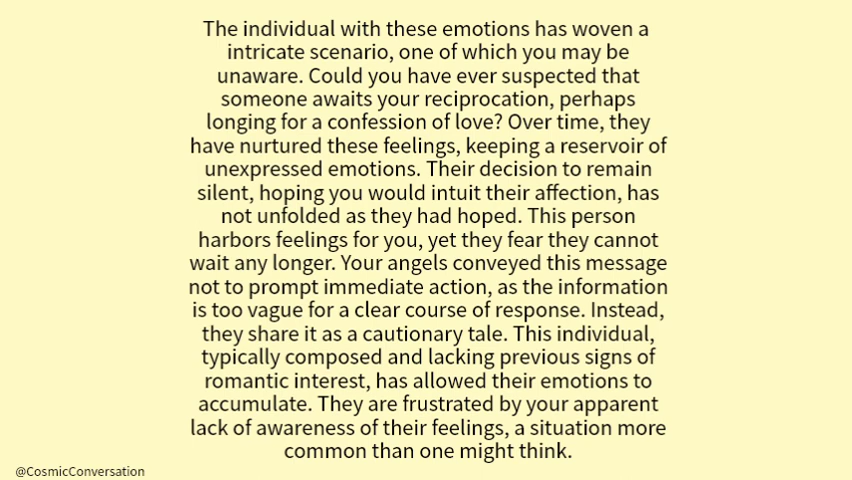 The individual with these emotions has woven a
intricate scenario, one of which you may be
unaware. Could you have ever suspected that
someone awaits your reciprocation, perhaps
longing for a confession of love? Over time, they
have nurtured these feelings, keeping a reservoir of
unexpressed emotions. Their decision to remain
silent, hoping you would intuit their affection, has
not unfolded as they had hoped. This person
harbors feelings for you, yet they fear they cannot
wait any longer. Your angels conveyed this message
not to prompt immediate action, as the information
is too vague for a clear course of response. Instead,
they share it as a cautionary tale. This individual,
typically composed and lacking previous signs of
romantic interest, has allowed their emotions to
accumulate. They are frustrated by your apparent
lack of awareness of their feelings, a situation more
common than one might think.
@CosmicConversation